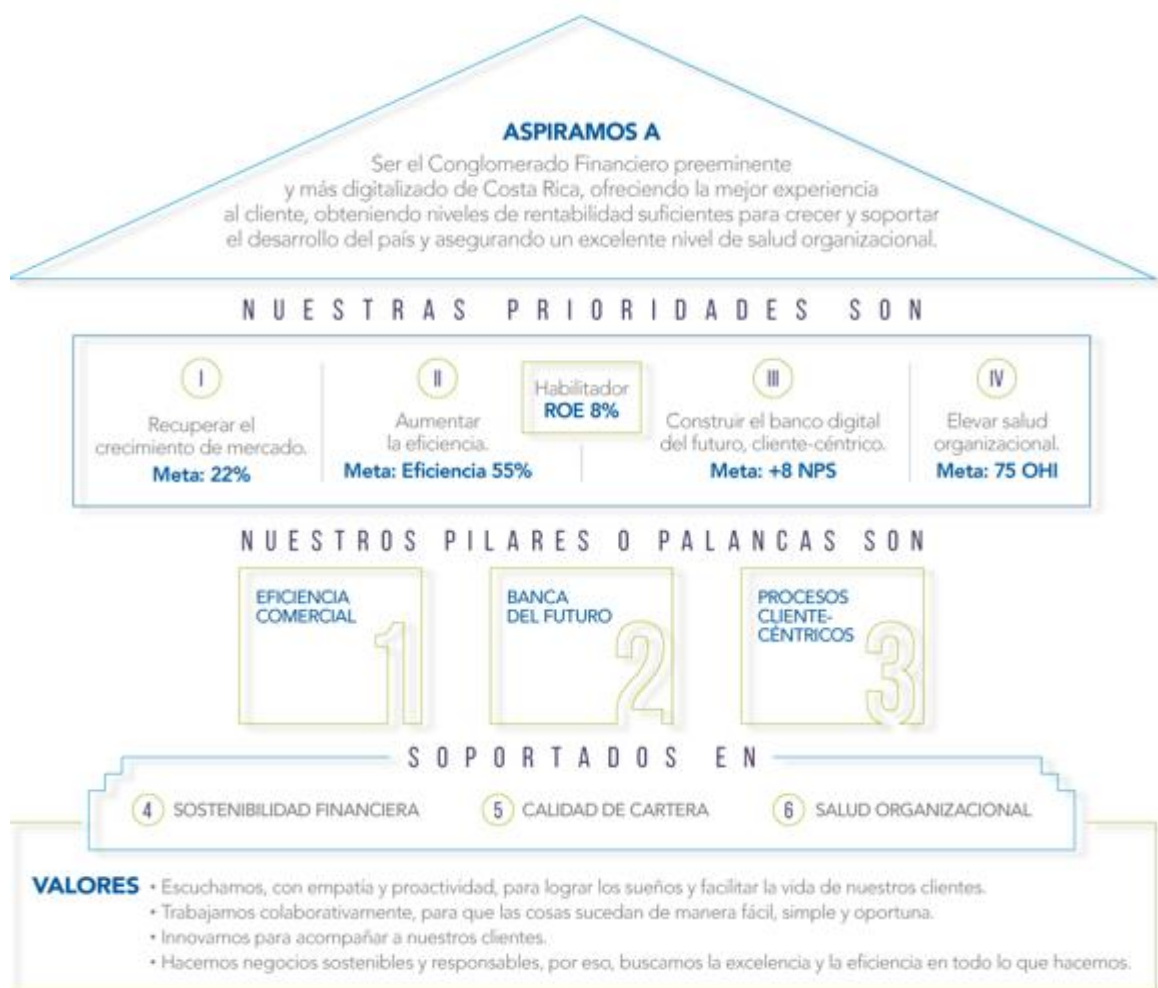 ASPIRAMOS A
Ser el Conglomerado Financiero preeminente
y más digitalizado de Costa Rica, ofreciendo la mejor experiencia
al cliente, obteniendo niveles de rentabilidad suficientes para crecer y soportar
el desarrollo del país y asegurando un excelente nivel de salud organizacional.
NUESTRAS PRIORIDADES SON
I
Recuperar el
crecimiento de mercado.
Meta: 22%
II
Aumentar
la eficiencia.
Meta: Eficiencia 55%
Habilitador
ROE 8%
III
Construir el banco digital
del futuro, cliente-céntrico.
Meta: +8 NPS
IV
Elevar salud
organizacional.
Meta: 75 OHI
NUESTROS PILARES O PALANCAS SON
EFICIENCIA
COMERCIAL
1
BANCA
DEL FUTURO
2
PROCESOS
CLIENTE-
CÉNTRICOS
3
SOPORTADOS EN
4 SOSTENIBILIDAD FINANCIERA
5 CALIDAD DE CARTERA
6 SALUD ORGANIZACIONAL
VALORES • Escuchamos, con empatía y proactividad, para lograr los sueños y facilitar la vida de nuestros clientes.
• Trabajamos colaborativamente, para que las cosas sucedan de manera fácil, simple y oportuna.
• Innovamos para acompañar a nuestros clientes.
• Hacemos negocios sostenibles y responsables, por eso, buscamos la excelencia y la eficiencia en todo lo que hacemos.